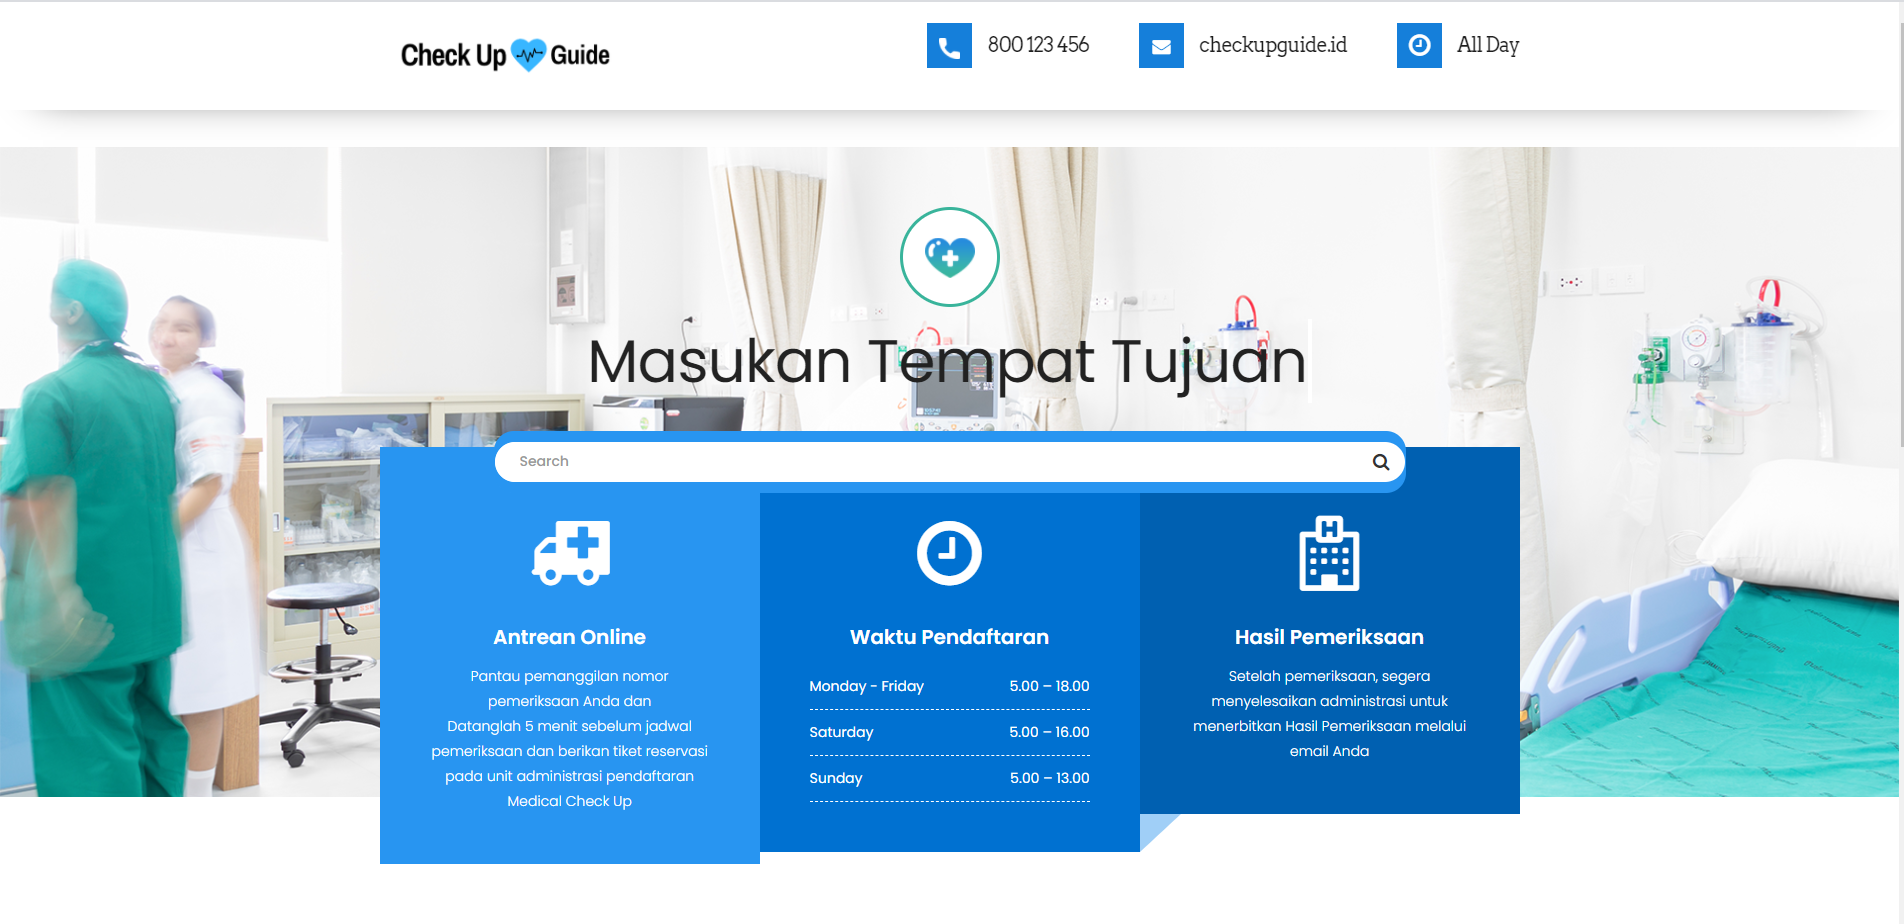 Check Up Guide
800 123 456
checkupguide.id
All Day
Masukan Tempat Tujuan
Search
Antrean Online
Pantau pemanggilan nomor
pemeriksaan Anda dan
Datanglah 5 menit sebelum jadwal
pemeriksaan dan berikan tiket reservasi
pada unit administrasi pendaftaran
Medical Check Up
Waktu Pendaftaran
Monday - Friday 5.00 – 18.00
Saturday 5.00 – 16.00
Sunday 5.00 – 13.00
H
Hasil Pemeriksaan
Setelah pemeriksaan, segera
menyelesaikan administrasi untuk
menerbitkan Hasil Pemeriksaan melalui
email Anda